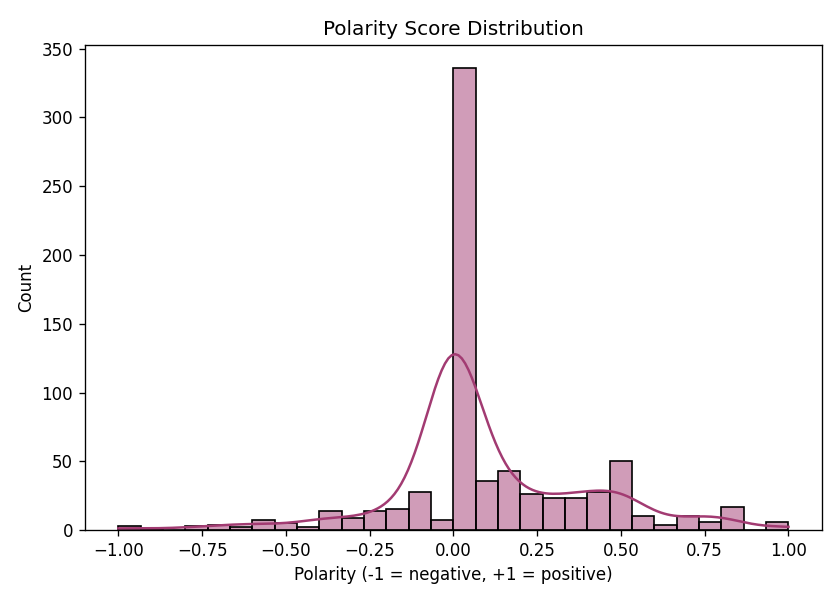 Polarity Score Distribution
350
300
250
200
150
100
50
0
Count
−1.00 −0.75 −0.50 −0.25 0.00 0.25 0.50 0.75 1.00
Polarity (-1 = negative, +1 = positive)